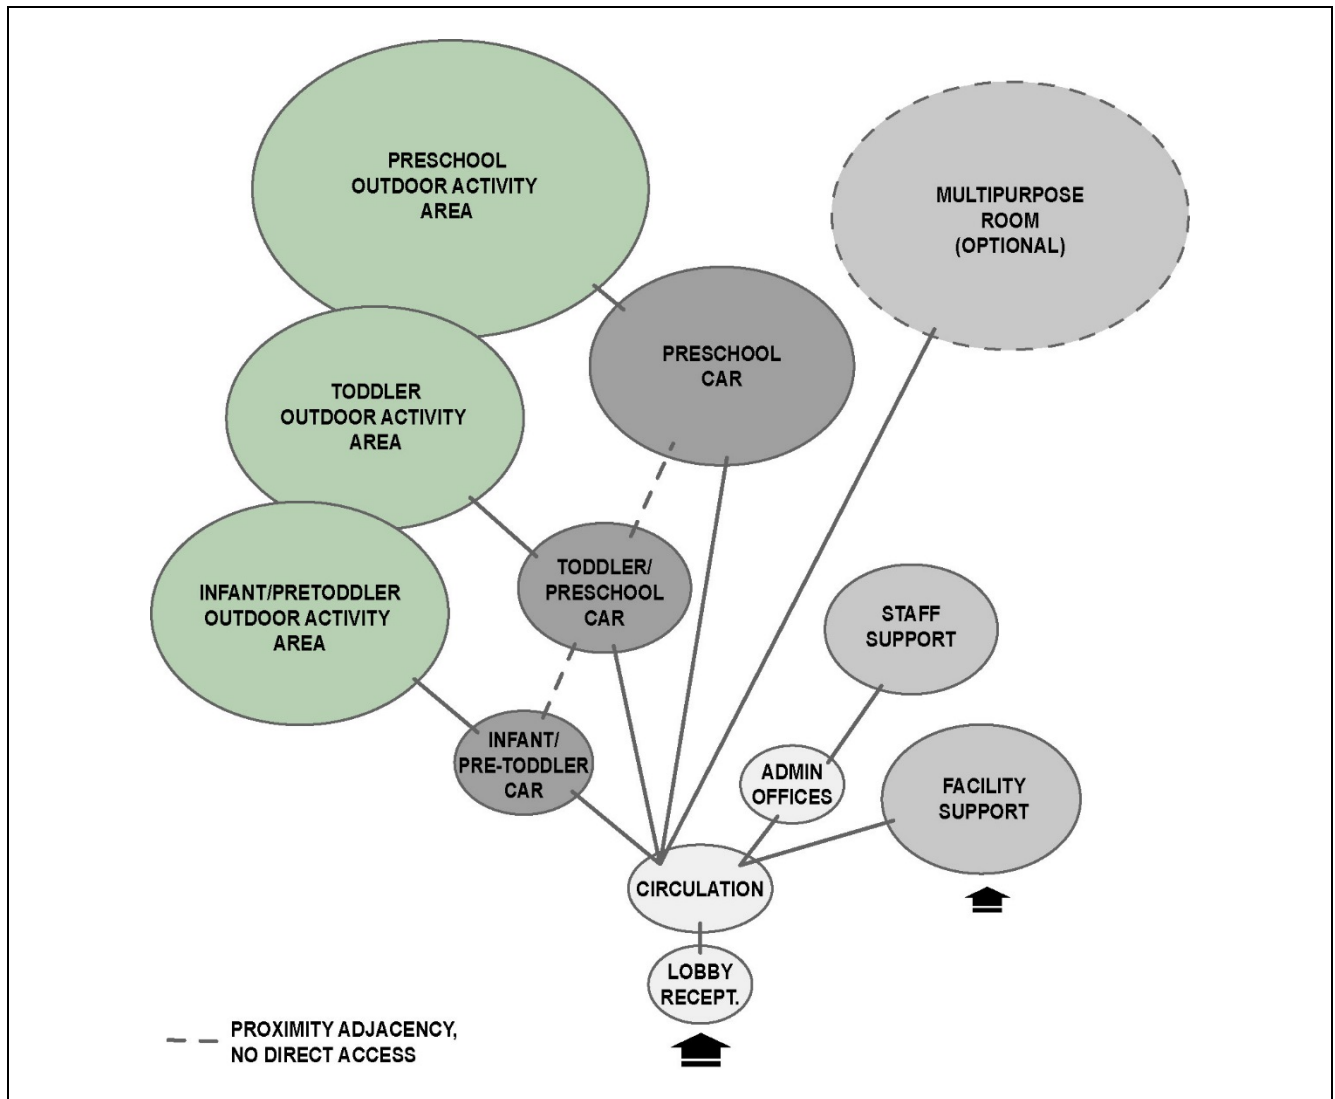 PRESCHOOL
OUTDOOR ACTIVITY
AREA
MULTIPURPOSE
ROOM
(OPTIONAL)
PRESCHOOL
CAR
TODDLER
OUTDOOR ACTIVITY
AREA
TODDLER/
PRESCHOOL
CAR
INFANT/PRETODDLER
OUTDOOR ACTIVITY
AREA
STAFF
SUPPORT
INFANT/
PRE-TODDLER
CAR
ADMIN
OFFICES
FACILITY
SUPPORT
CIRCULATION
LOBBY
RECEPT.
PROXIMITY ADJACENCY,
NO DIRECT ACCESS